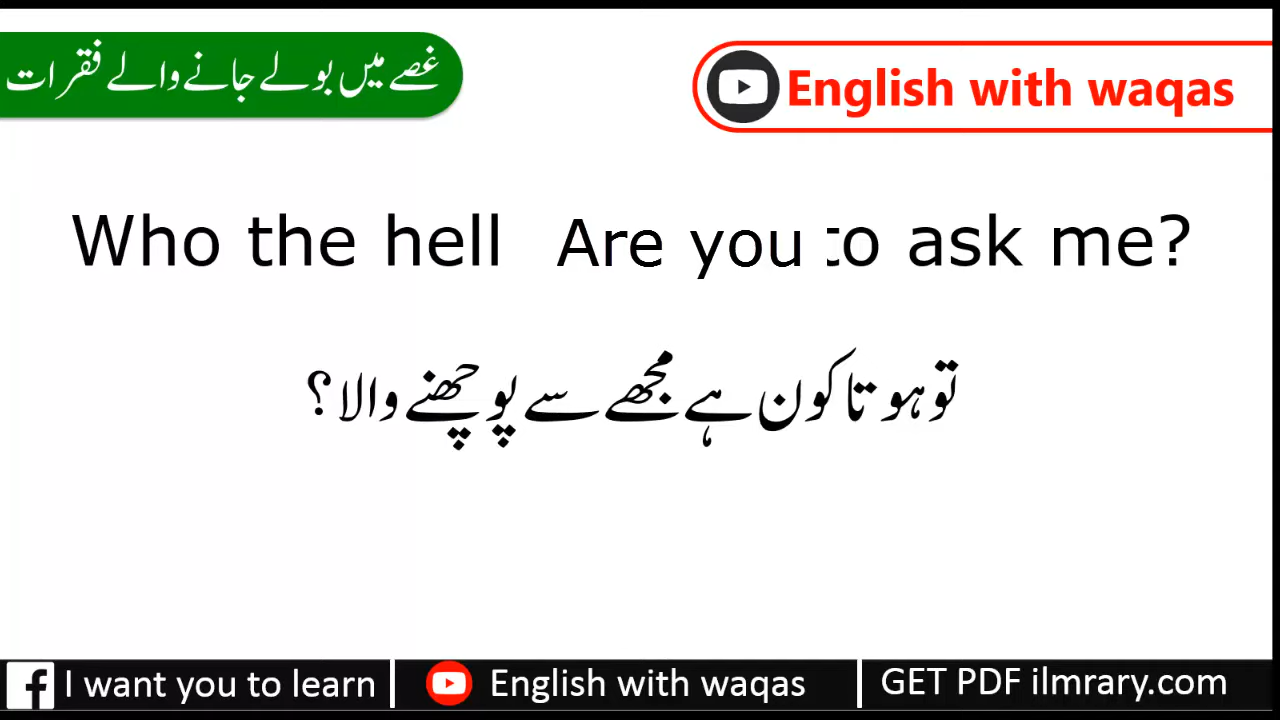 غصے میں بولے جانے والے فقرات
English with waqas
Who the hell Are you to ask me?
تو ہوتا کون ہے مجھے سے پوچھنے والا؟
I want you to learn
English with waqas
GET PDF ilmrary.com